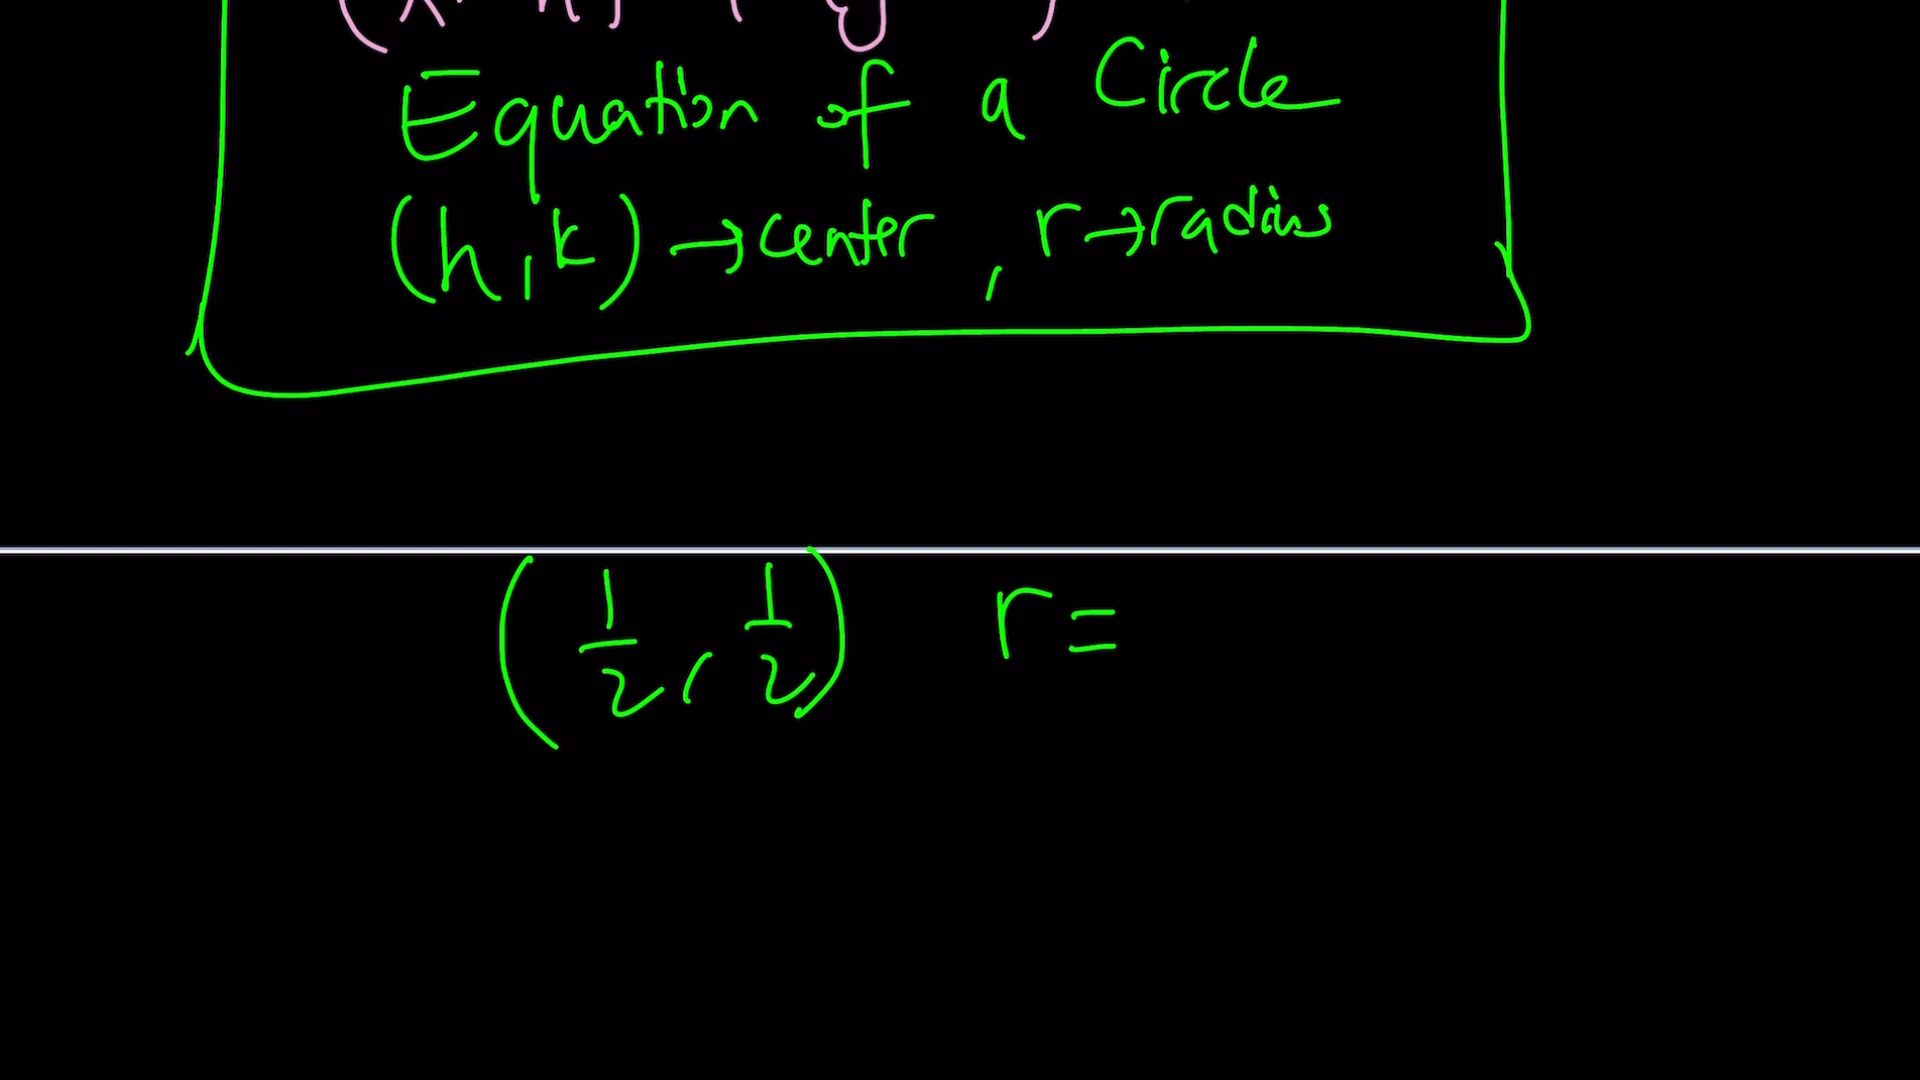 Equation of a Circle
(h,k) → center, r → radius
(1/2, 1/2) r =